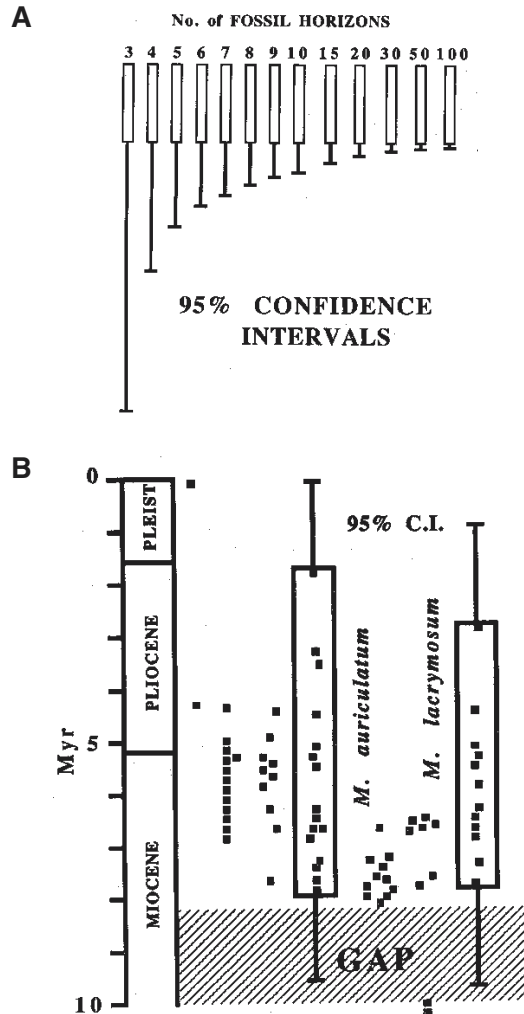 A
No. of FOSSIL HORIZONS
3 4 5 6 7 8 9 10 15 20 30 50 100
95% CONFIDENCE
INTERVALS
B
0
5
10
Myr
PLEIST
PLIOCENE
MIOCENE
95% C.I.
M. auriculatum
M. lacrymosum
GAP